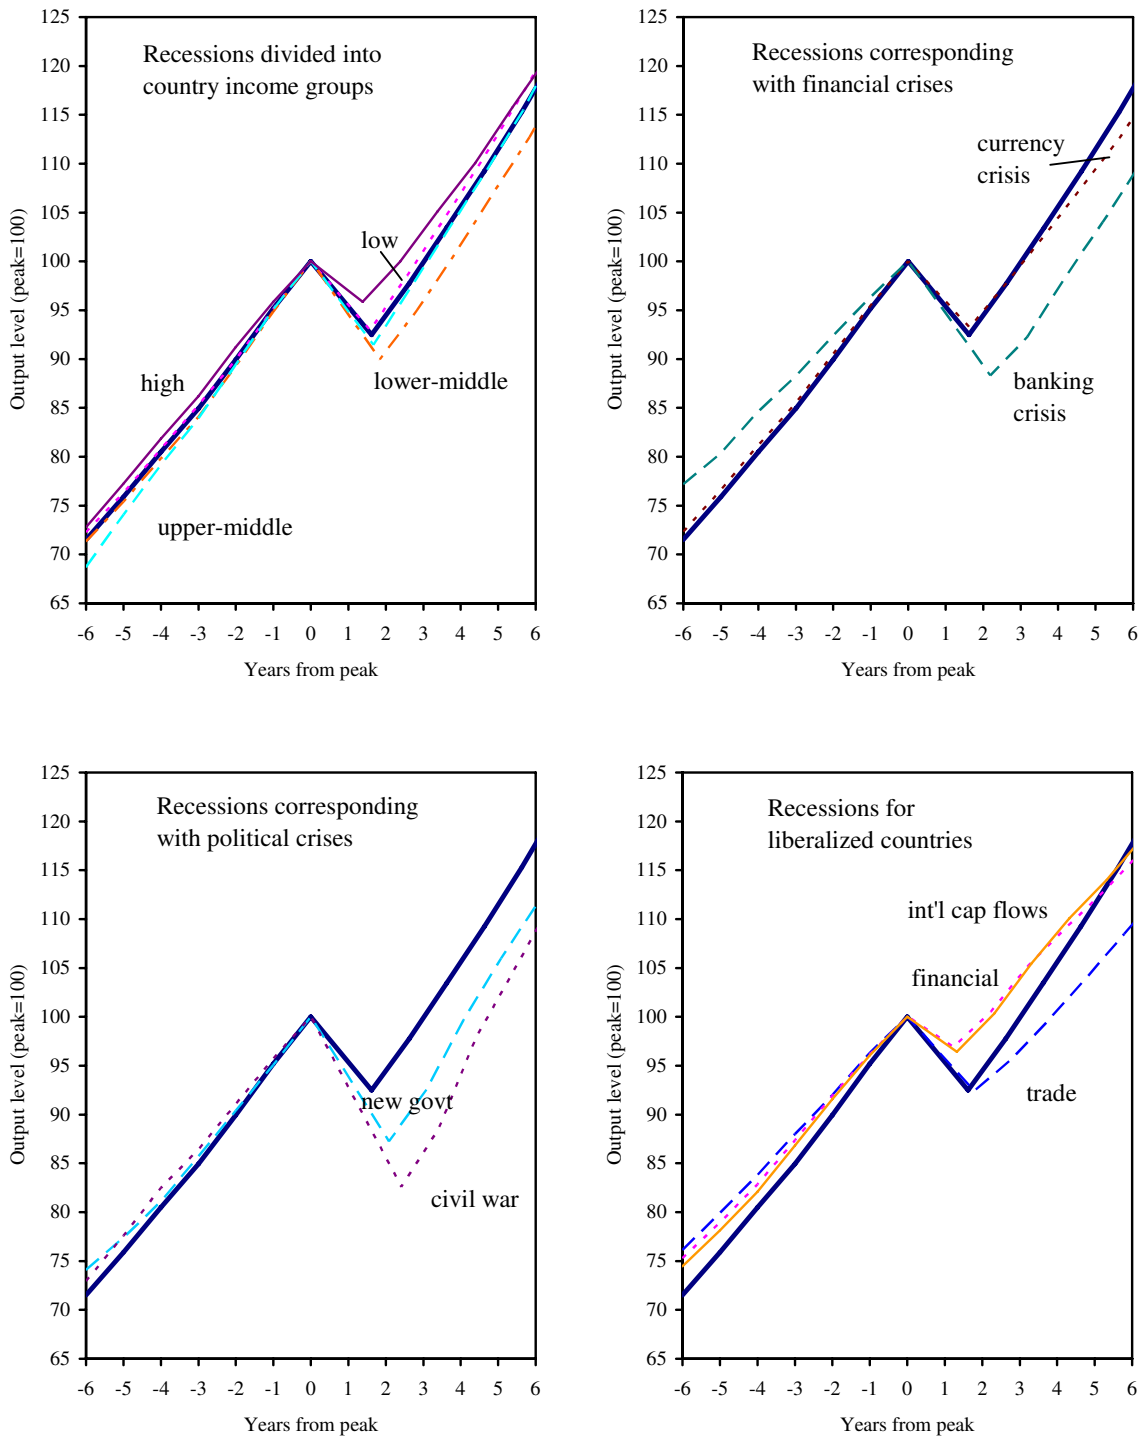 Recessions divided into
country income groups
125
120
115
110
105
100
95
90
85
80
75
70
65
Output level (peak=100)
low
high
lower-middle
upper-middle
-6 -5 -4 -3 -2 -1 0 1 2 3 4 5 6
Years from peak
Recessions corresponding
with financial crises
125
120
115
110
105
100
95
90
85
80
75
70
65
Output level (peak=100)
currency
crisis
banking
crisis
-6 -5 -4 -3 -2 -1 0 1 2 3 4 5 6
Years from peak
Recessions corresponding
with political crises
125
120
115
110
105
100
95
90
85
80
75
70
65
Output level (peak=100)
new govt
civil war
-6 -5 -4 -3 -2 -1 0 1 2 3 4 5 6
Years from peak
Recessions for
liberalized countries
125
120
115
110
105
100
95
90
85
80
75
70
65
Output level (peak=100)
int'l cap flows
financial
trade
-6 -5 -4 -3 -2 -1 0 1 2 3 4 5 6
Years from peak